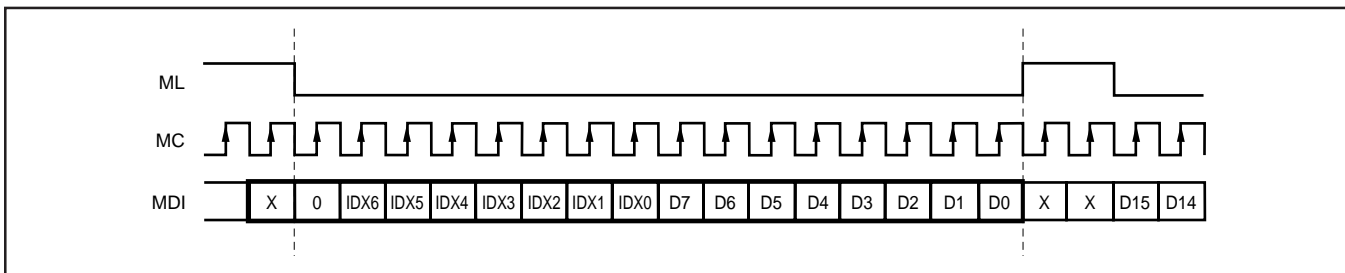 ML
MC
MDI X 0 IDX6 IDX5 IDX4 IDX3 IDX2 IDX1 IDX0 D7 D6 D5 D4 D3 D2 D1 D0 X X D15 D14